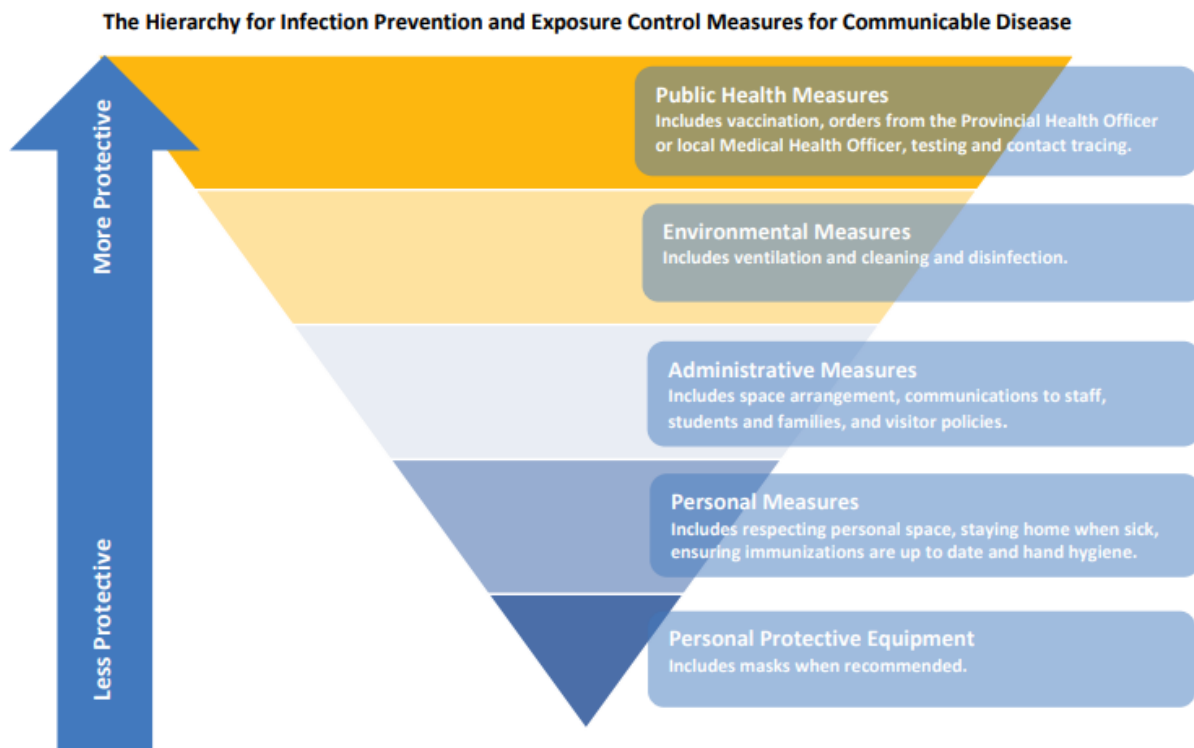 The Hierarchy for Infection Prevention and Exposure Control Measures for Communicable Disease
More Protective
Less Protective
Public Health Measures
Includes vaccination, orders from the Provincial Health Officer
or local Medical Health Officer, testing and contact tracing.
Environmental Measures
Includes ventilation and cleaning and disinfection.
Administrative Measures
Includes space arrangement, communications to staff,
students and families, and visitor policies.
Personal Measures
Includes respecting personal space, staying home when sick,
ensuring immunizations are up to date and hand hygiene.
Personal Protective Equipment
Includes masks when recommended.